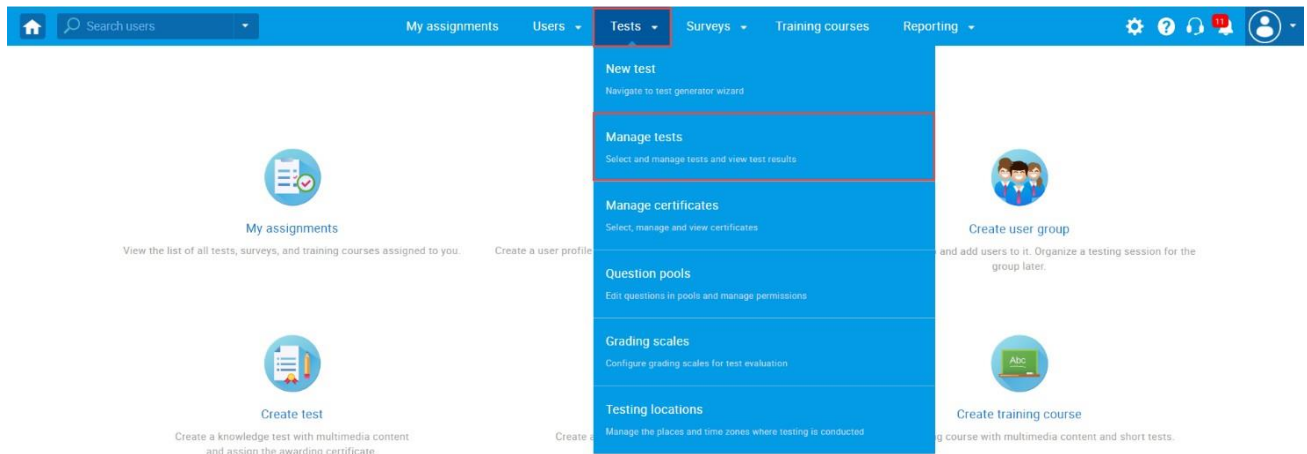 Search users
My assignments
Users
Tests
Surveys
Training courses
Reporting
11
New test
Navigate to test generator wizard
Manage tests
Select and manage tests and view test results
Manage certificates
Select, manage and view certificates
Question pools
Edit questions in pools and manage permissions
Grading scales
Configure grading scales for test evaluation
Testing locations
Manage the places and time zones where testing is conducted
My assignments
View the list of all tests, surveys, and training courses assigned to you.
Create a user profile
Create user group
and add users to it. Organize a testing session for the
group later.
Create test
Create a knowledge test with multimedia content
and assign the awarding certificate
Create
Abc
Create training course
course with multimedia content and short tests.